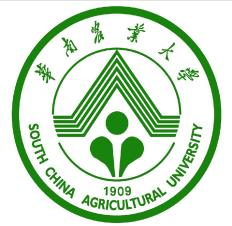 華南農業大學
1909
SOUTH CHINA AGRICULTURAL UNIVERSITY